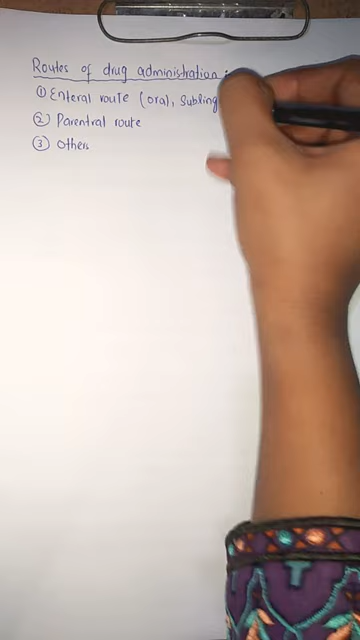 Routes of drug administration :
① Enteral route (oral, Subling
② Parentral route
③ Others